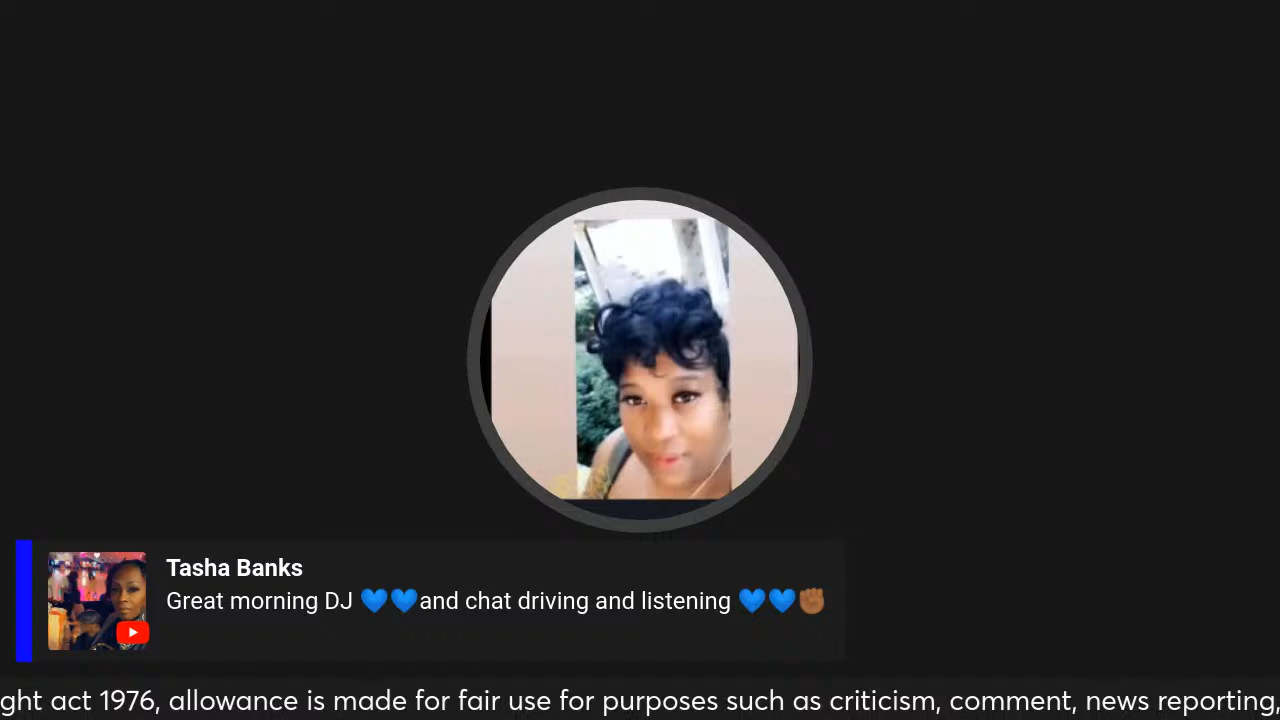 Tasha Banks
Great morning DJ 💙💙and chat driving and listening 💙💙✊🏾
ght act 1976, allowance is made for fair use for purposes such as criticism, comment, news reporting,